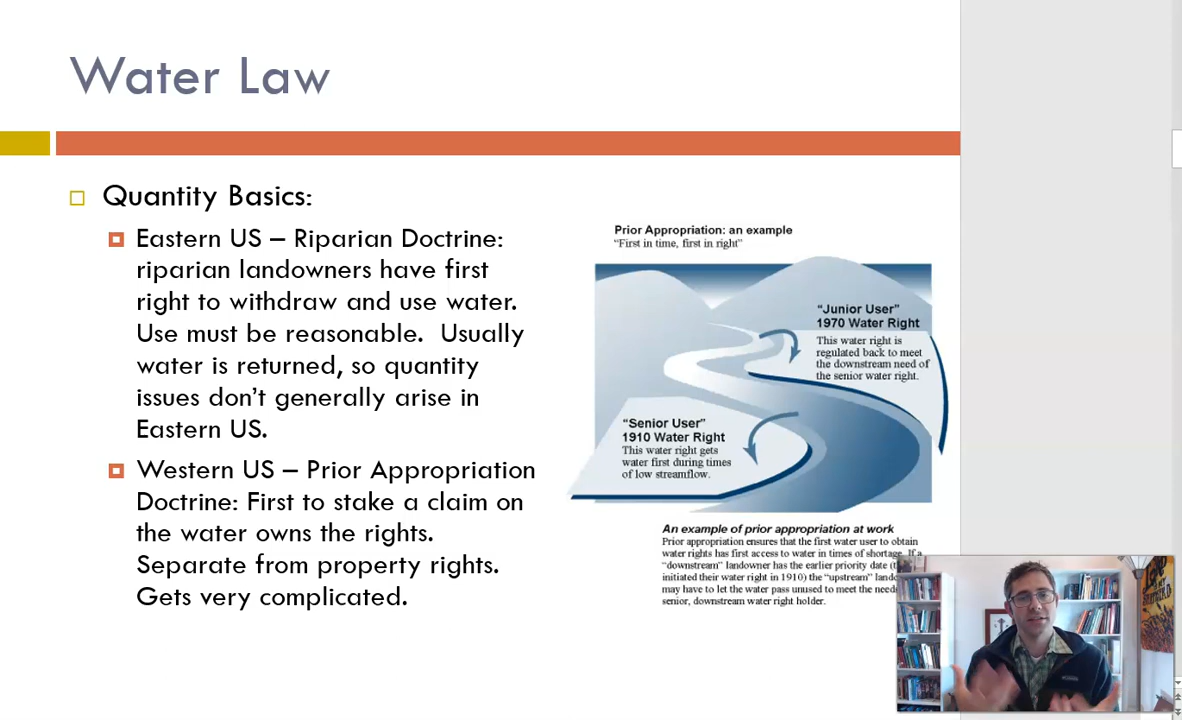 Water Law
Quantity Basics:
Eastern US – Riparian Doctrine:
riparian landowners have first
right to withdraw and use water.
Use must be reasonable.  Usually
water is returned, so quantity
issues don’t generally arise in
Eastern US.
Western US – Prior Appropriation
Doctrine: First to stake a claim on
the water owns the rights.
Separate from property rights.
Gets very complicated.
Prior Appropriation: an example
“First in time, first in right”
“Junior User”
1970 Water Right
This water right is
regulated back to meet
the downstream need of
the senior water right.
“Senior User”
1910 Water Right
This water right gets
water first during times
of low streamflow.
An example of prior appropriation at work
Prior appropriation ensures that the first water user to obtain
water rights has first access to water in times of shortage. If a
“downstream” landowner has the earlier priority date
initiated their water right in 1910) the “upstream”
may have to let the water pass unused to meet the
senior, downstream water right holder.